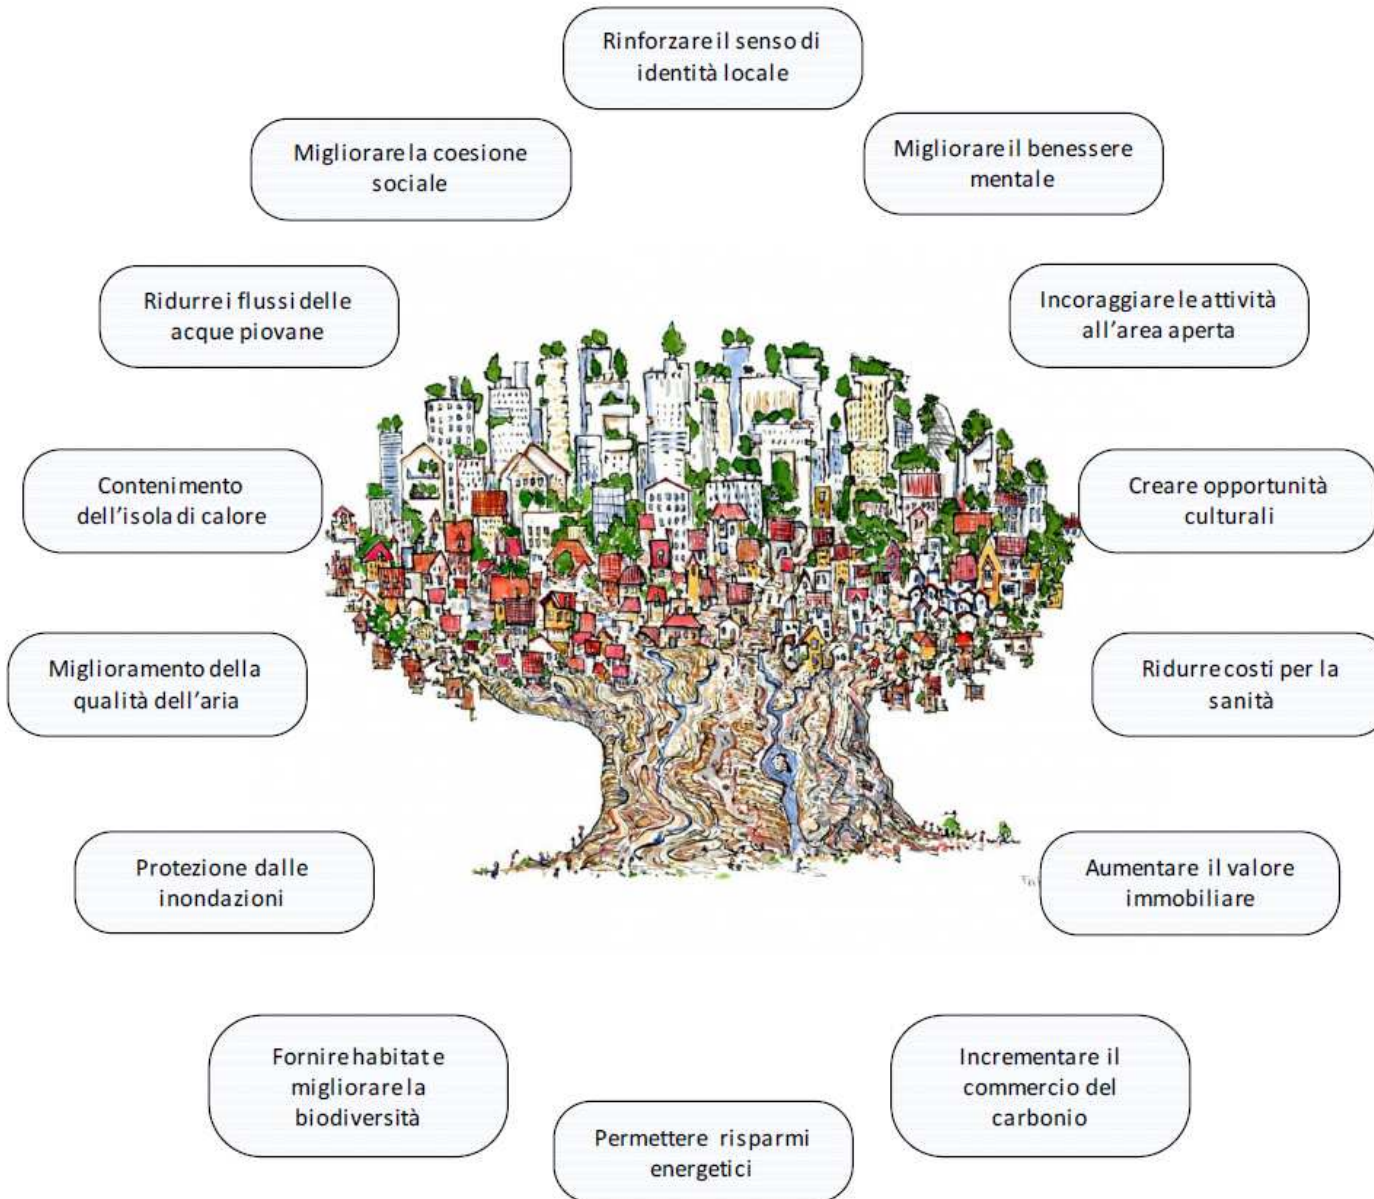 Rinforzare il senso di
identità locale
Migliorare la coesione
sociale
Migliorare il benessere
mentale
Ridurre i flussi delle
acque piovane
Incoraggiare le attività
all'area aperta
Contenimento
dell'isola di calore
Creare opportunità
culturali
Miglioramento della
qualità dell'aria
Ridurre costi per la
sanità
Protezione dalle
inondazioni
Aumentare il valore
immobiliare
Fornire habitat e
migliorare la
biodiversità
Incrementare il
commercio del
carbonio
Permettere risparmi
energetici